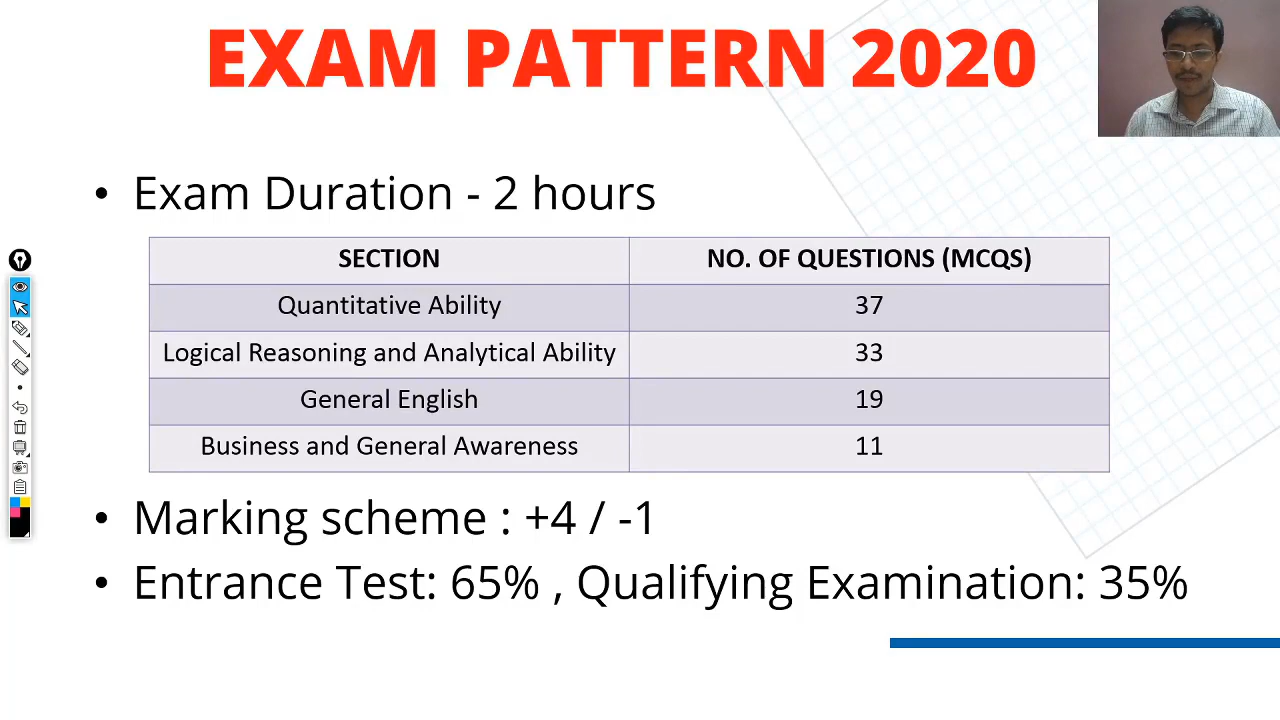 EXAM PATTERN 2020
• Exam Duration - 2 hours
SECTION NO. OF QUESTIONS (MCQS)
Quantitative Ability 37
Logical Reasoning and Analytical Ability 33
General English 19
Business and General Awareness 11
• Marking scheme : +4 / -1
• Entrance Test: 65% , Qualifying Examination: 35%